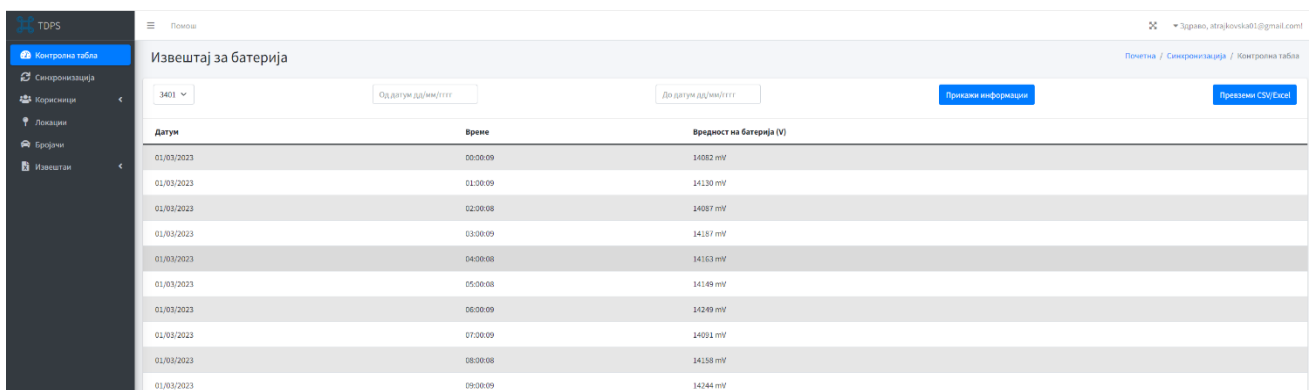 TDPS
Помош
Здраво, atrajkovska01@gmail.com!
Контролна табла
Синхронизација
Корисници
Локации
Бројачи
Извештаи
Извештај за батерија
Почетна / Синхронизација / Контролна табла
3401
Од датум дд/мм/гггг
До датум дд/мм/гггг
Прикажи информации
Превземи CSV/Excel
Датум Време Вредност на батерија (V)
01/03/2023 00:00:09 14082 mV
01/03/2023 01:00:09 14130 mV
01/03/2023 02:00:08 14087 mV
01/03/2023 03:00:09 14187 mV
01/03/2023 04:00:08 14163 mV
01/03/2023 05:00:08 14149 mV
01/03/2023 06:00:09 14249 mV
01/03/2023 07:00:09 14091 mV
01/03/2023 08:00:08 14158 mV
01/03/2023 09:00:09 14244 mV